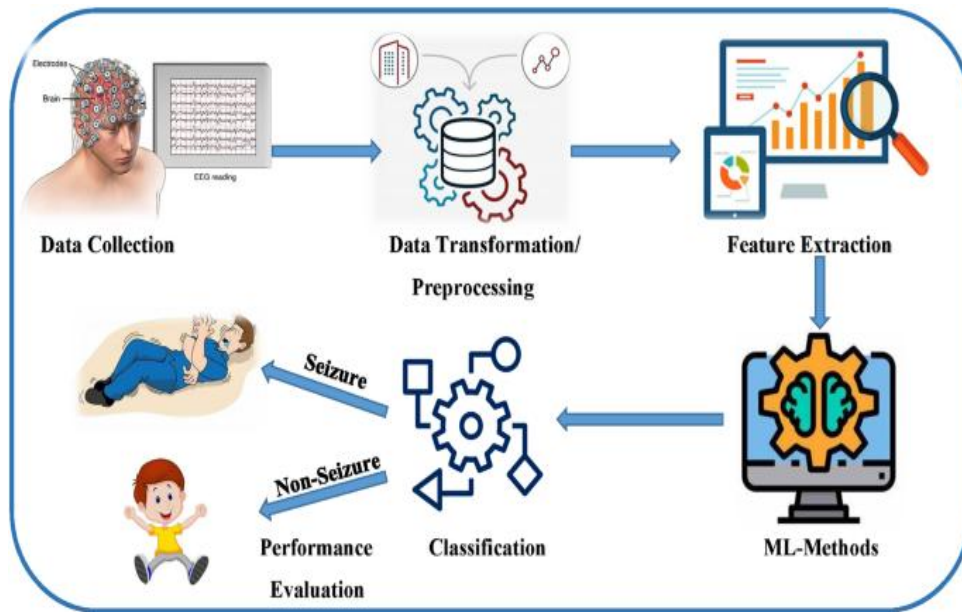 Electrodes
Brain
EEG reading
Data Collection
Data Transformation/
Preprocessing
Feature Extraction
Seizure
Non-Seizure
Performance
Evaluation
Classification
ML-Methods